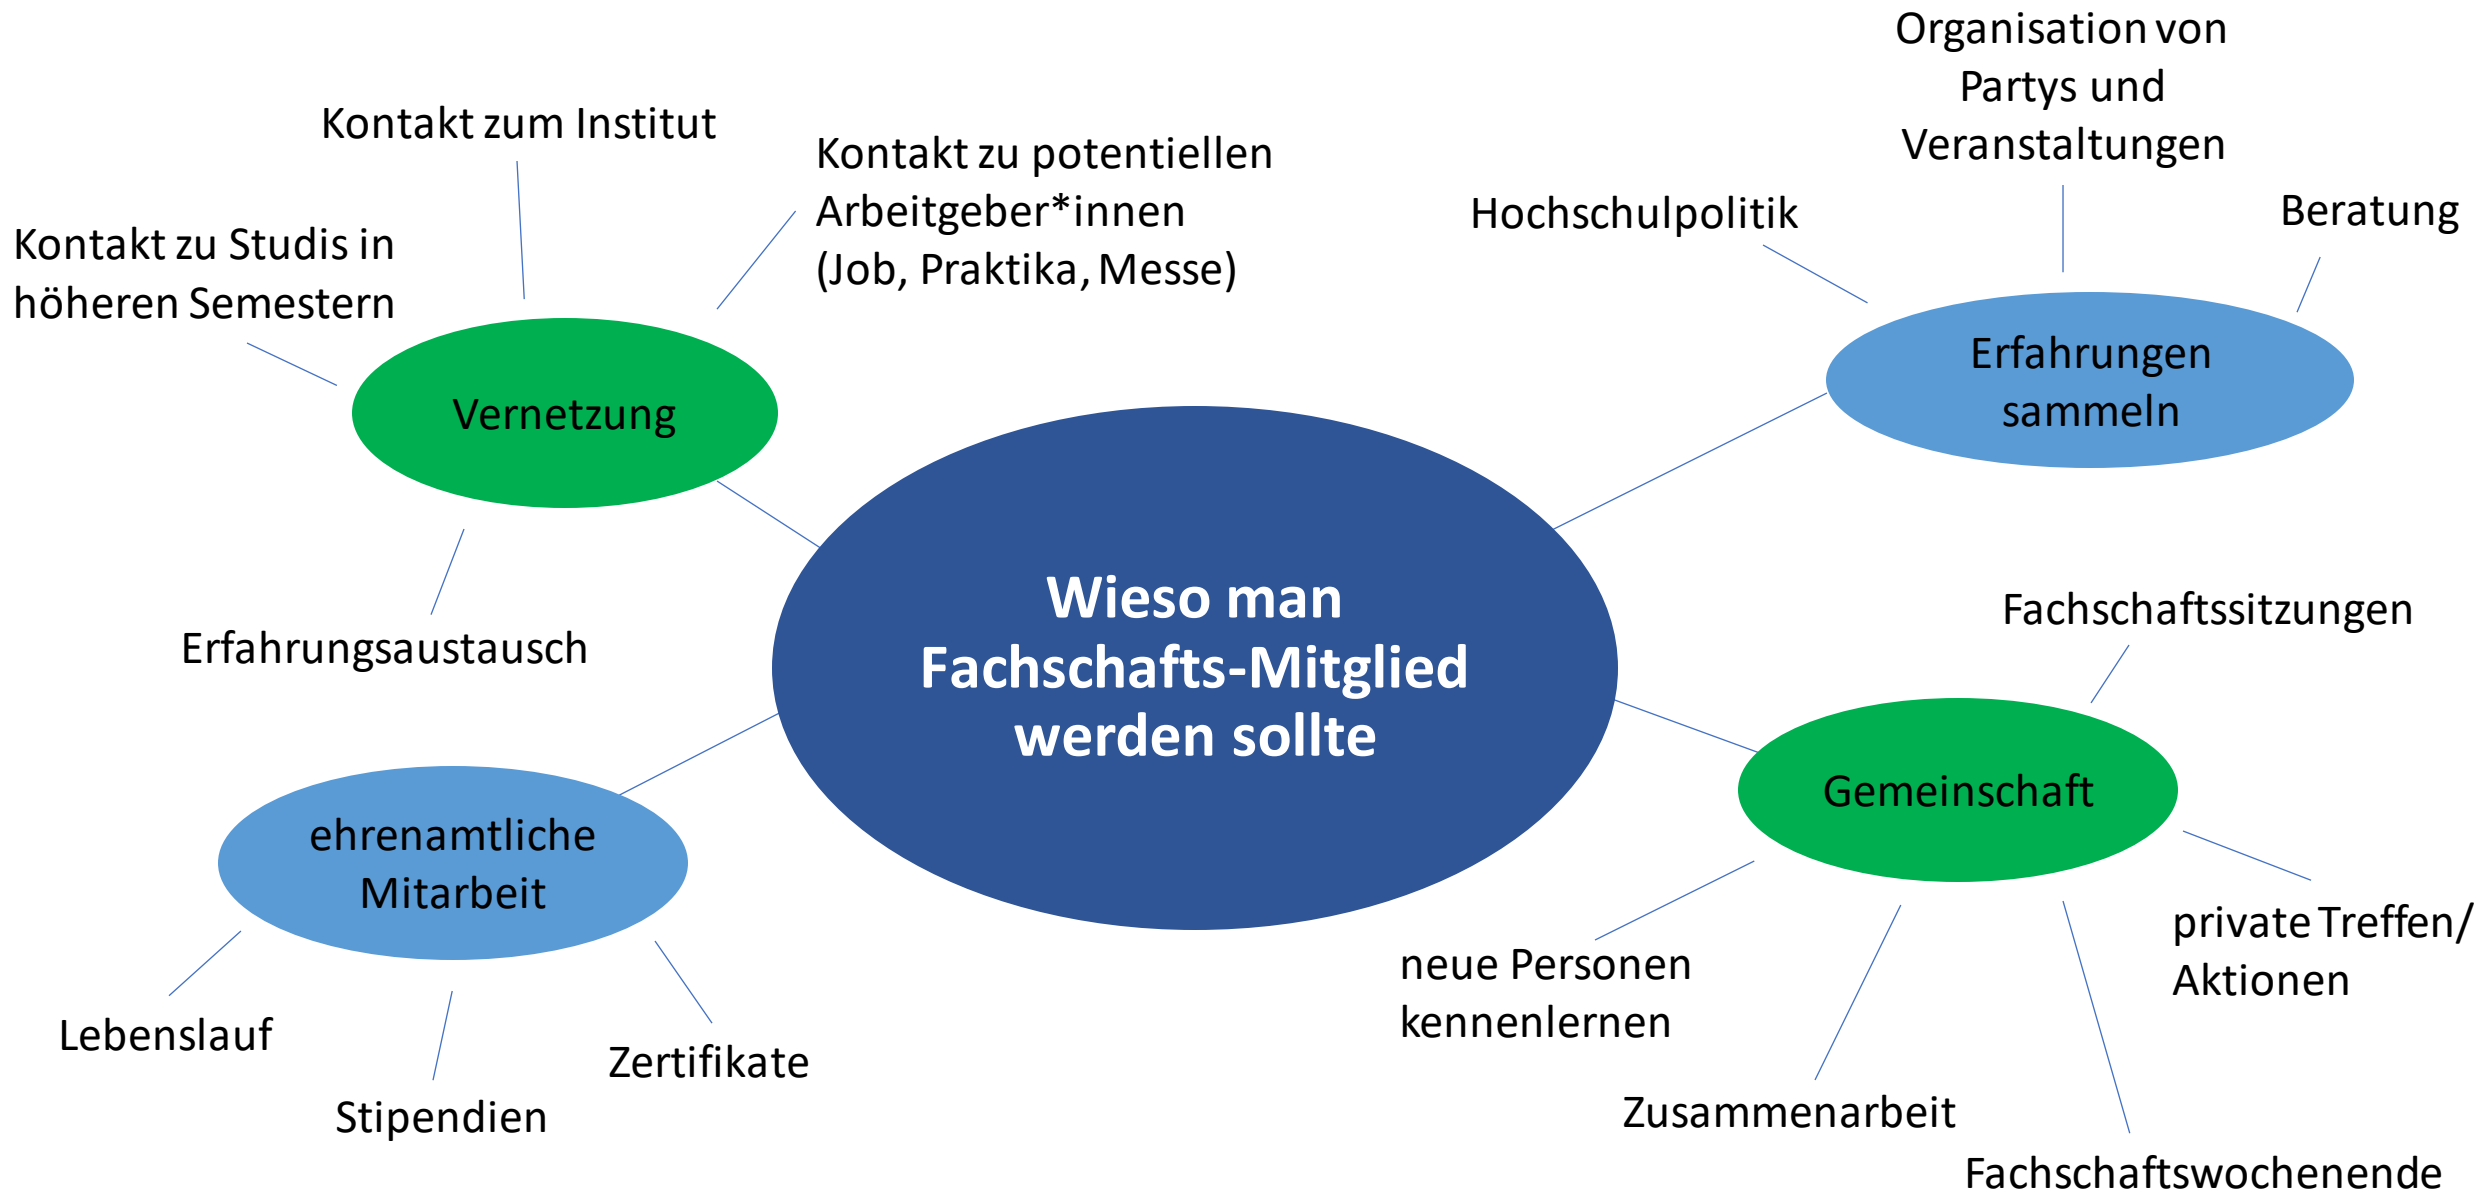 Organisation von
Partys und
Veranstaltungen
Kontakt zum Institut
Kontakt zu potentiellen
Arbeitgeber*innen
(Job, Praktika, Messe)
Hochschulpolitik
Beratung
Kontakt zu Studis in
höheren Semestern
Erfahrungen
sammeln
Vernetzung
Wieso man
Fachschafts-Mitglied
werden sollte
Fachschaftssitzungen
Erfahrungsaustausch
Gemeinschaft
ehrenamtliche
Mitarbeit
private Treffen/
Aktionen
neue Personen
kennenlernen
Lebenslauf
Zertifikate
Stipendien
Zusammenarbeit
Fachschaftswochenende